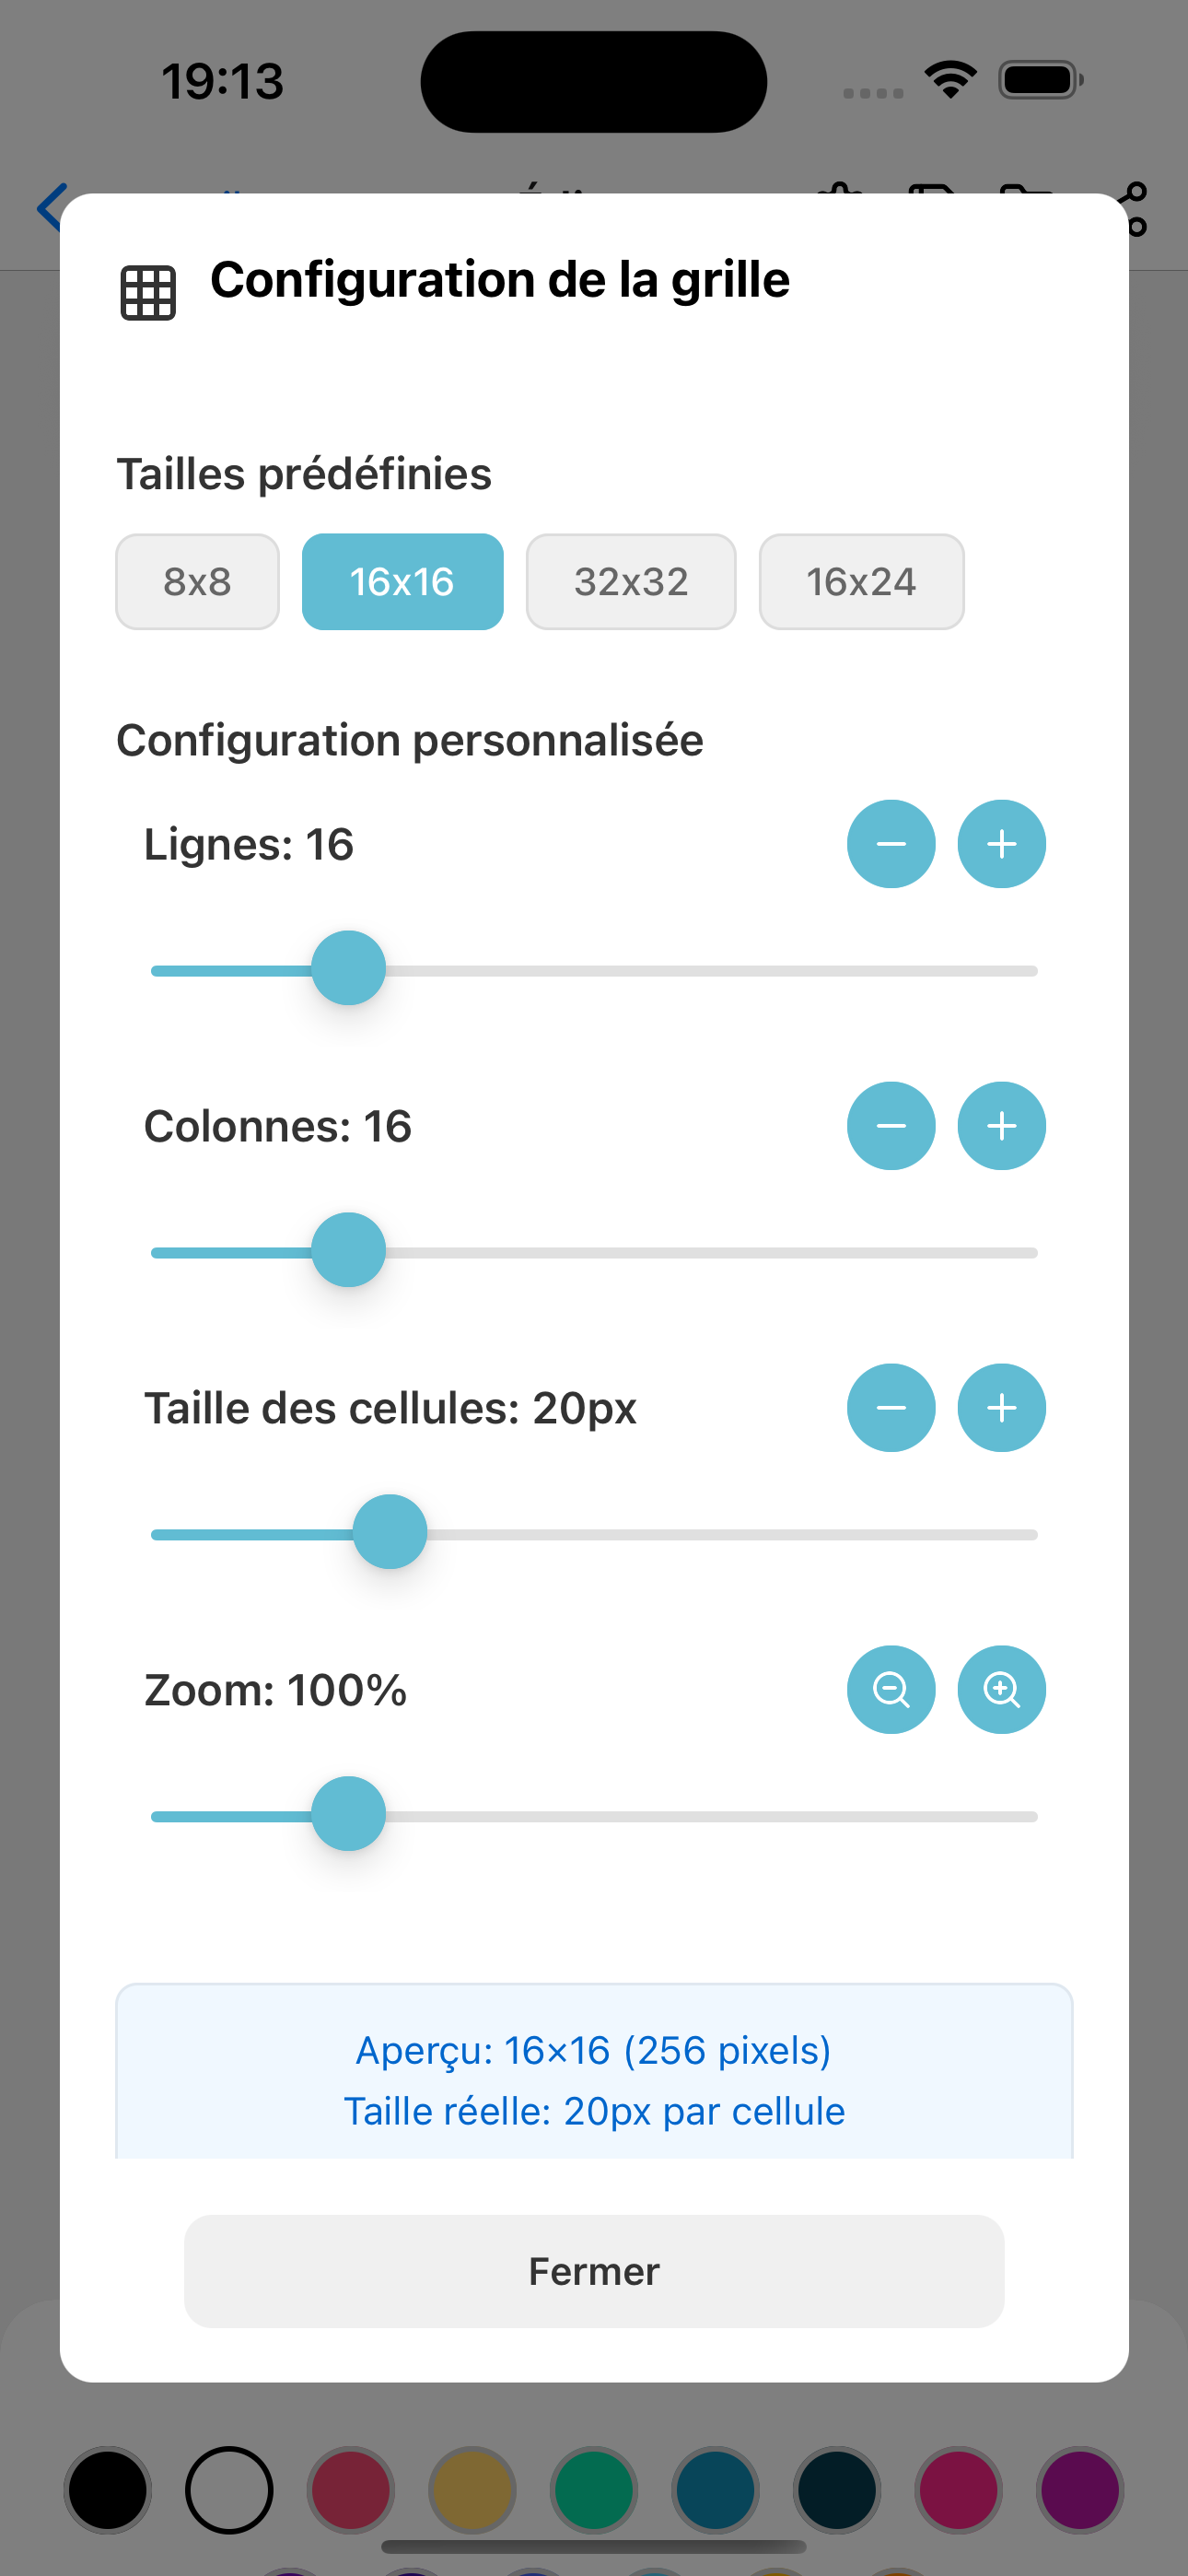 19:13
Configuration de la grille
Tailles prédéfinies
8x8
16x16
32x32
16x24
Configuration personnalisée
Lignes: 16
Colonnes: 16
Taille des cellules: 20px
Zoom: 100%
Aperçu: 16×16 (256 pixels)
Taille réelle: 20px par cellule
Fermer